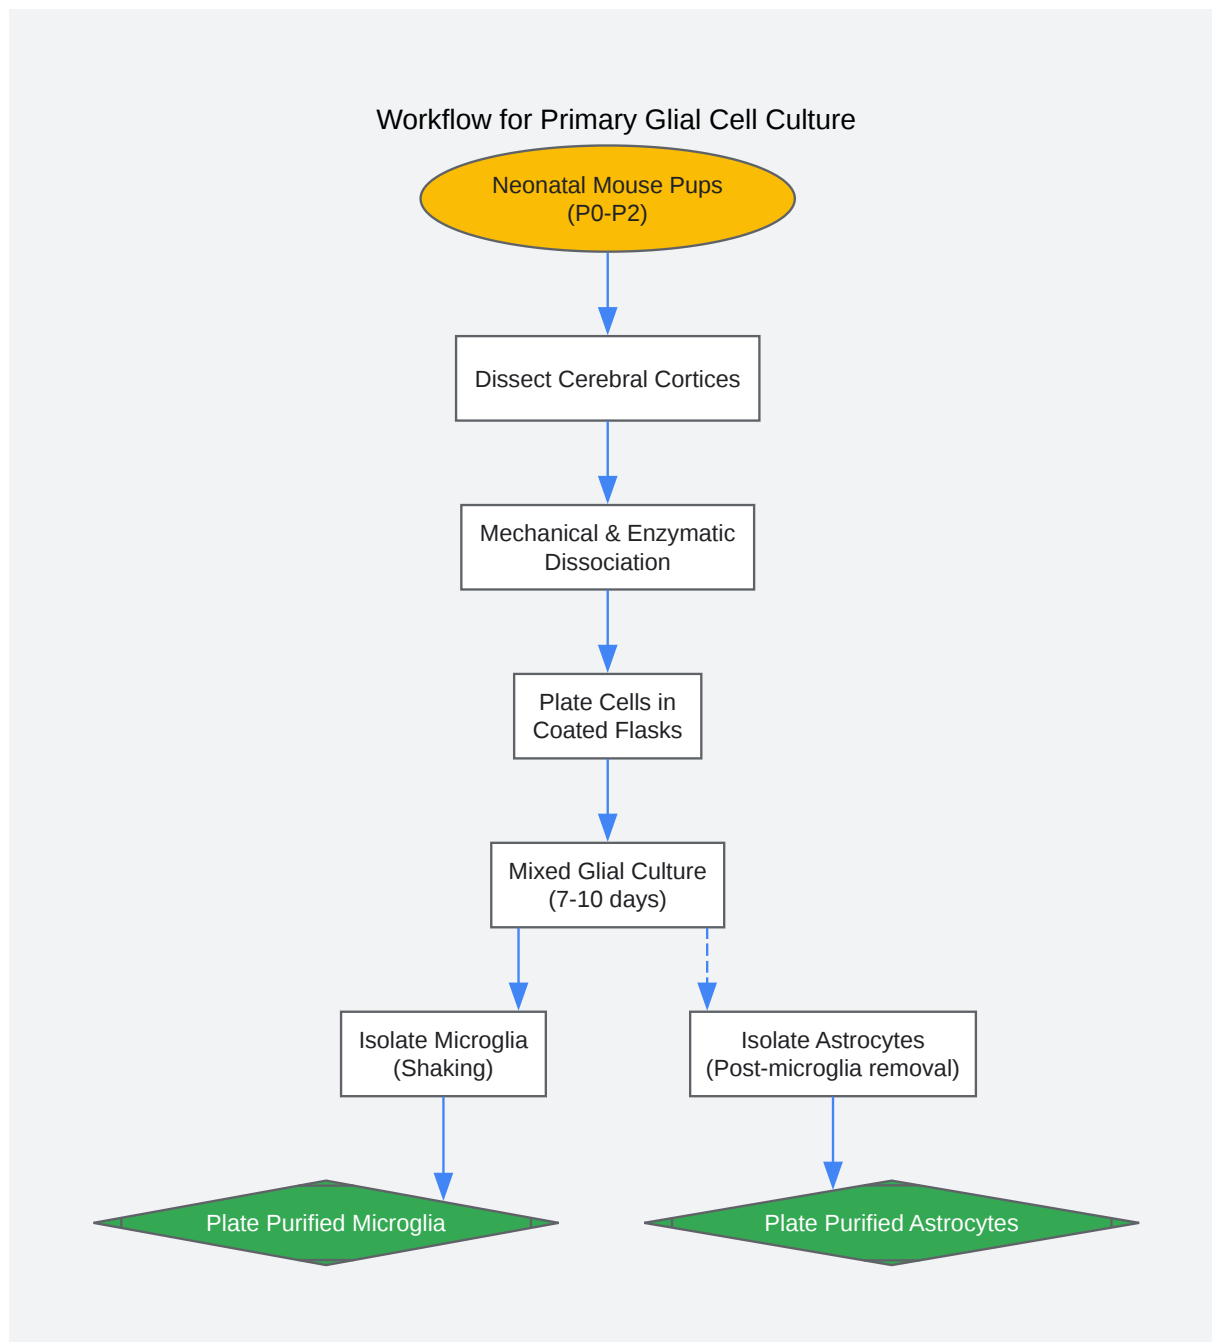 Workflow for Primary Glial Cell Culture
Neonatal Mouse Pups
(P0-P2)
Dissect Cerebral Cortices
Mechanical & Enzymatic
Dissociation
Plate Cells in
Coated Flasks
Mixed Glial Culture
(7-10 days)
Isolate Microglia
(Shaking)
Isolate Astrocytes
(Post-microglia removal)
Plate Purified Microglia
Plate Purified Astrocytes